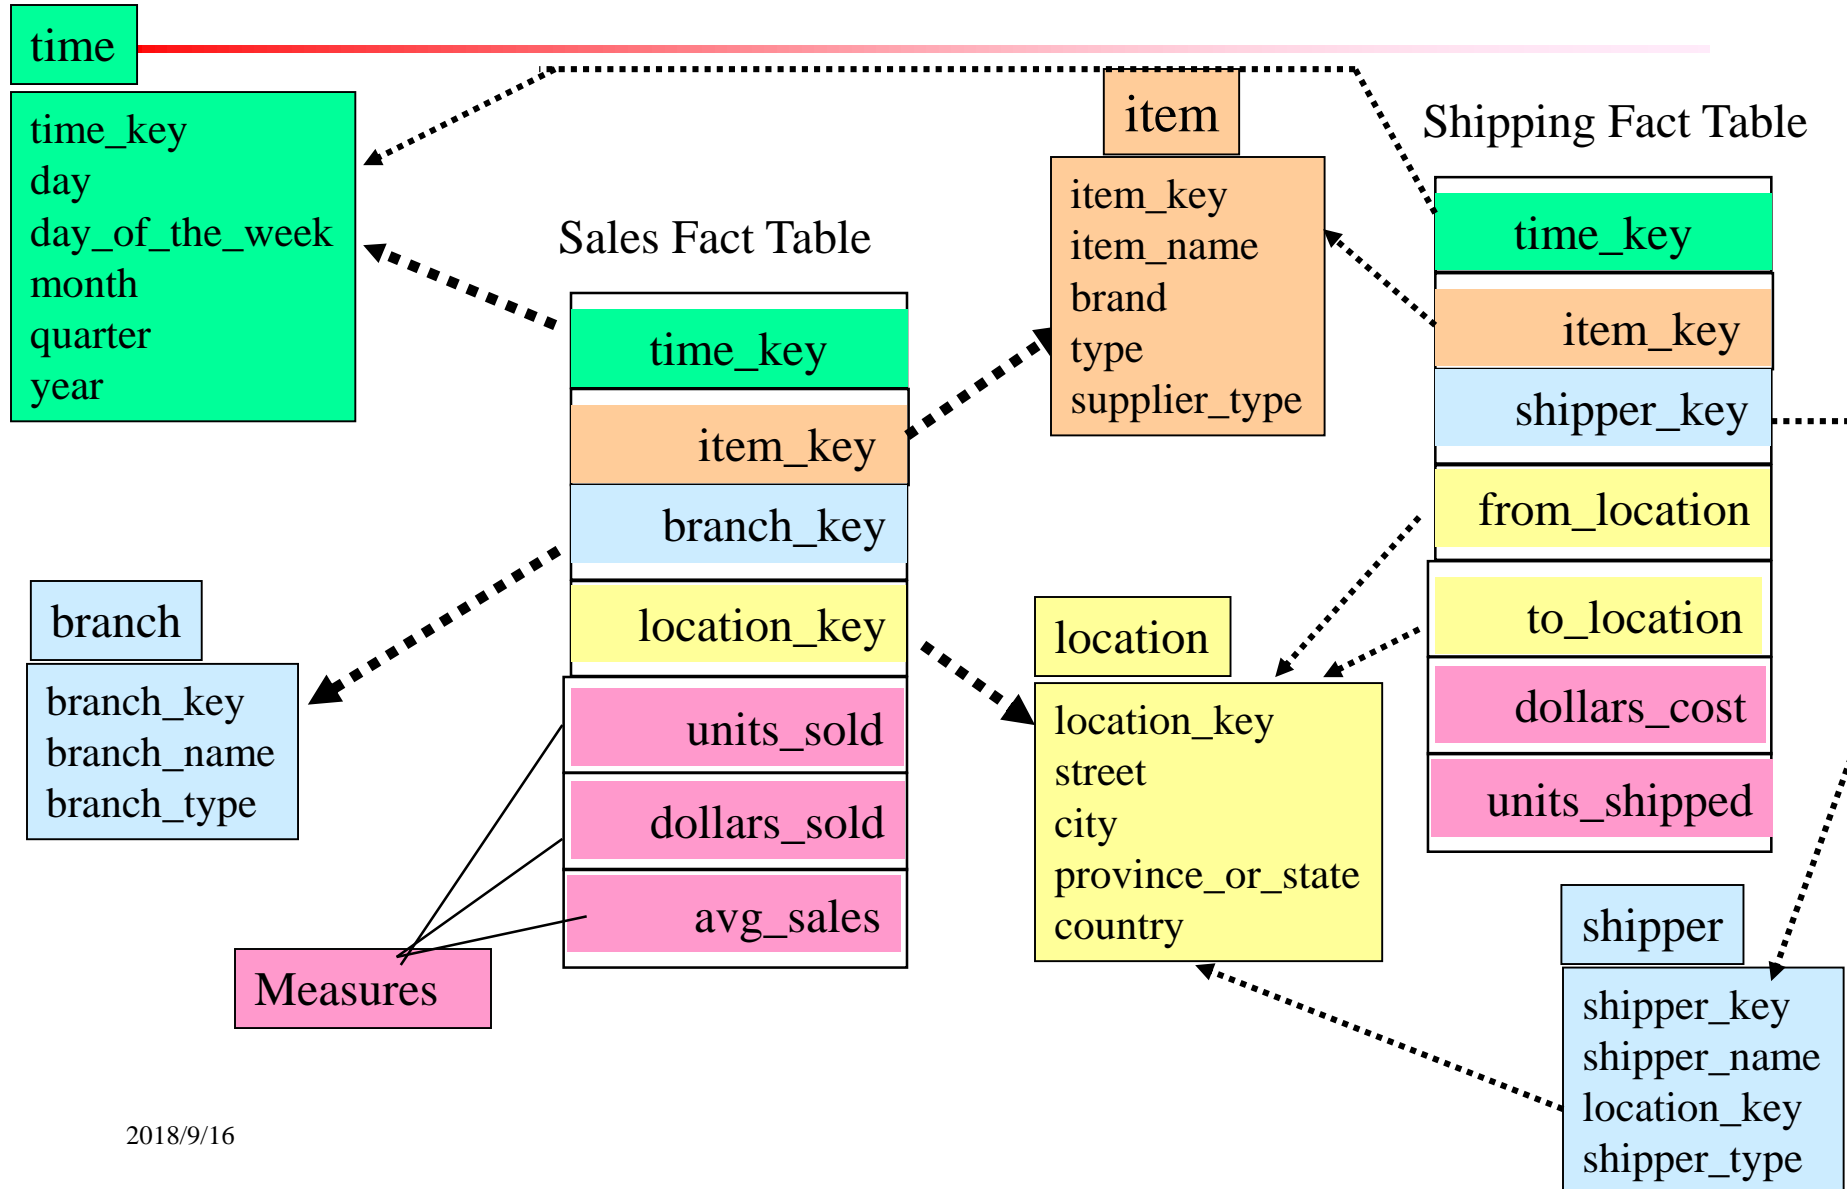 time
time_key
day
day_of_the_week
month
quarter
year
Sales Fact Table
time_key
item_key
branch_key
location_key
units_sold
dollars_sold
avg_sales
Measures
branch
branch_key
branch_name
branch_type
item
item_key
item_name
brand
type
supplier_type
location
location_key
street
city
province_or_state
country
Shipping Fact Table
time_key
item_key
shipper_key
from_location
to_location
dollars_cost
units_shipped
shipper
shipper_key
shipper_name
location_key
shipper_type
2018/9/16